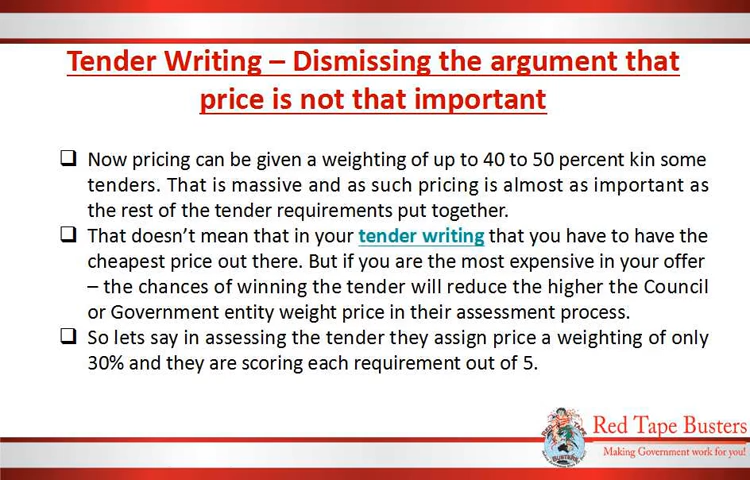 Tender Writing – Dismissing the argument that
price is not that important
❑ Now pricing can be given a weighting of up to 40 to 50 percent kin some
tenders. That is massive and as such pricing is almost as important as
the rest of the tender requirements put together.
❑ That doesn’t mean that in your tender writing that you have to have the
cheapest price out there. But if you are the most expensive in your offer
– the chances of winning the tender will reduce the higher the Council
or Government entity weight price in their assessment process.
❑ So lets say in assessing the tender they assign price a weighting of only
30% and they are scoring each requirement out of 5.
RED TAPE
BUSTERS
Red Tape Busters
Making Government work for you!